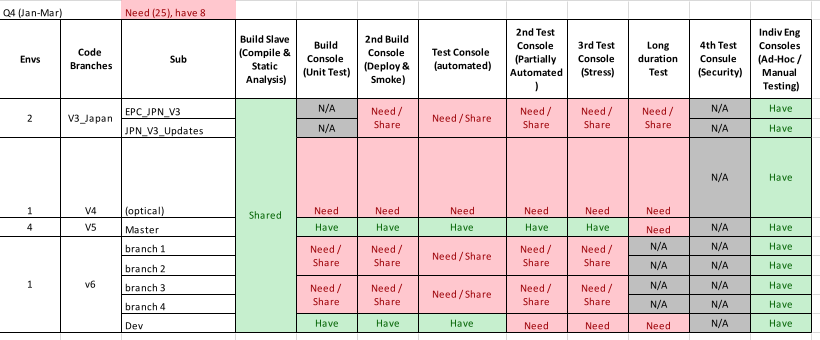 Q4 (Jan-Mar) Need (25), have 8
Envs Code Branches Sub Build Slave (Compile & Static Analysis) Build Console (Unit Test) 2nd Build Console (Deploy & Smoke) Test Console (automated) 2nd Test Console (Partially Automated ) 3rd Test Console (Stress) Long duration Test 4th Test Consule (Security) Indiv Eng Consoles (Ad-Hoc / Manual Testing)
2 V3_Japan EPC_JPN_V3 N/A Need / Share Need / Share Need / Share Need / Share Need / Share N/A Have
JPN_V3_Updates N/A N/A Have
1 V4 (optical) Shared Need Need Need Need Need Need N/A Have
4 V5 Master Have Have Have Have Have Need N/A Have
1 v6 branch 1 Need / Share Need / Share Need / Share Need / Share Need / Share N/A N/A Have
branch 2 N/A N/A Have
branch 3 Need / Share Need / Share Need / Share Need / Share Need / Share N/A N/A Have
branch 4 N/A N/A Have
Dev Have Have Have Need Need Need N/A Have